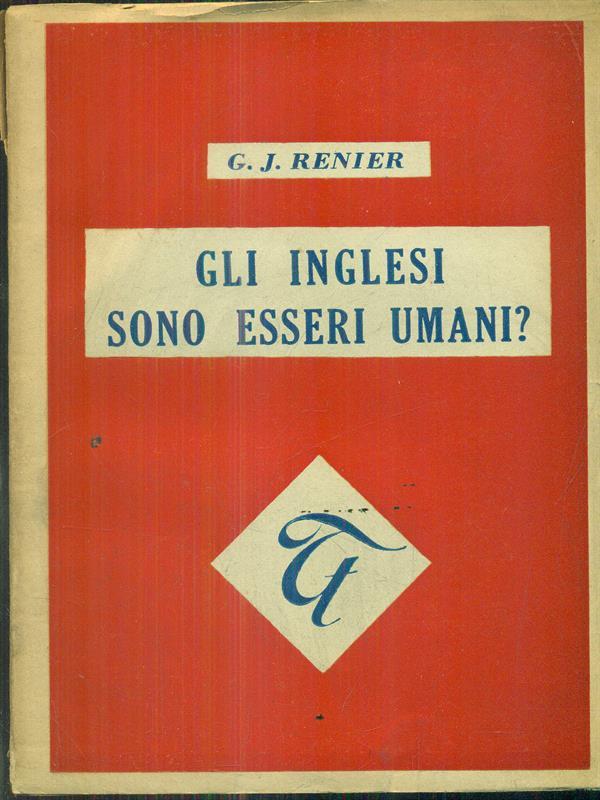 G. J. RENIER
GLI INGLESI
SONO ESSERI UMANI?